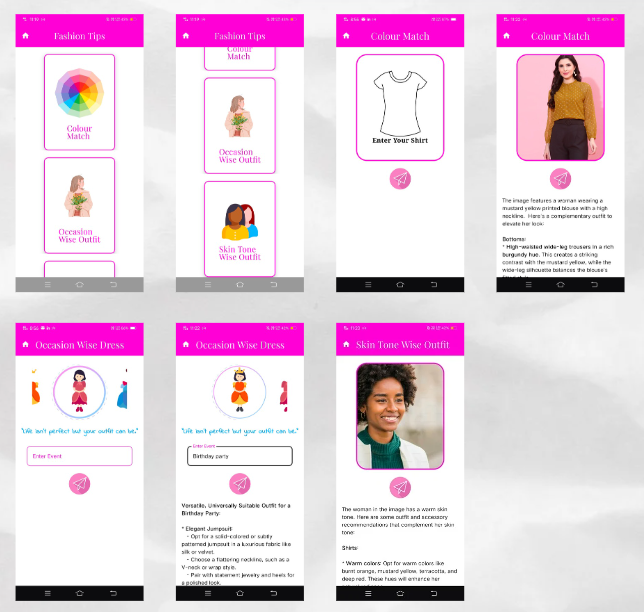 Fashion Tips
Colour
Match
Occasion
Wise Outfit
Fashion Tips
Colour
Match
Occasion
Wise Outfit
Skin Tone
Wise Outfit
Colour Match
Enter Your Shirt
Colour Match
The image features a woman wearing a
mustard yellow printed blouse with a high
neckline. Here's a complementary outfit to
elevate her look:
Bottoms:
* High-waisted wide-leg trousers in a rich
burgundy hue. This creates a striking
contrast with the mustard yellow, while the
wide-leg silhouette balances the blouse's
Occasion Wise Dress
"Life isn't perfect but your outfit can be."
Enter Event
Occasion Wise Dress
"Life isn't perfect but your outfit can be."
Enter Event
Birthday party
Versatile, Universally Suitable Outfit for a
Birthday Party:
* Elegant Jumpsuit:
- Opt for a solid-colored or subtly
patterned jumpsuit in a luxurious fabric like
silk or velvet.
- Choose a flattering neckline, such as a
V-neck or wrap style.
- Pair with statement jewelry and heels for
a polished look.
Skin Tone Wise Outfit
The woman in the image has a warm skin
tone. Here are some outfit and accessory
recommendations that complement her skin
tone:
Shirts:
* Warm colors: Opt for warm colors like
burnt orange, mustard yellow, terracotta, and
deep red. These hues will enhance her